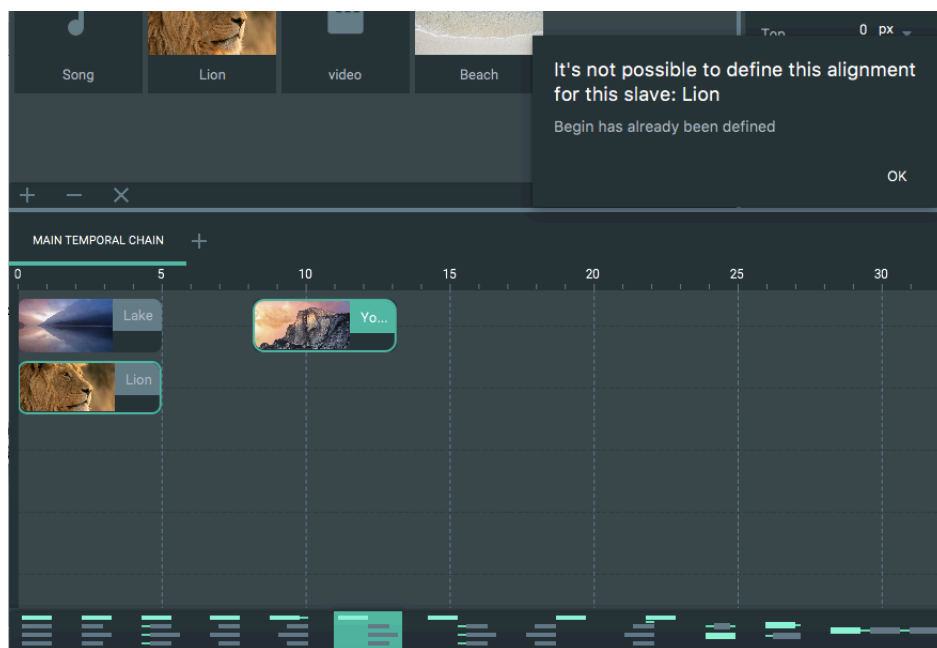 Top 0 px
Song Lion video Beach
It's not possible to define this alignment
for this slave: Lion
Begin has already been defined
OK
MAIN TEMPORAL CHAIN
0 5 10 15 20 25 30
Lake Yo...
Lion